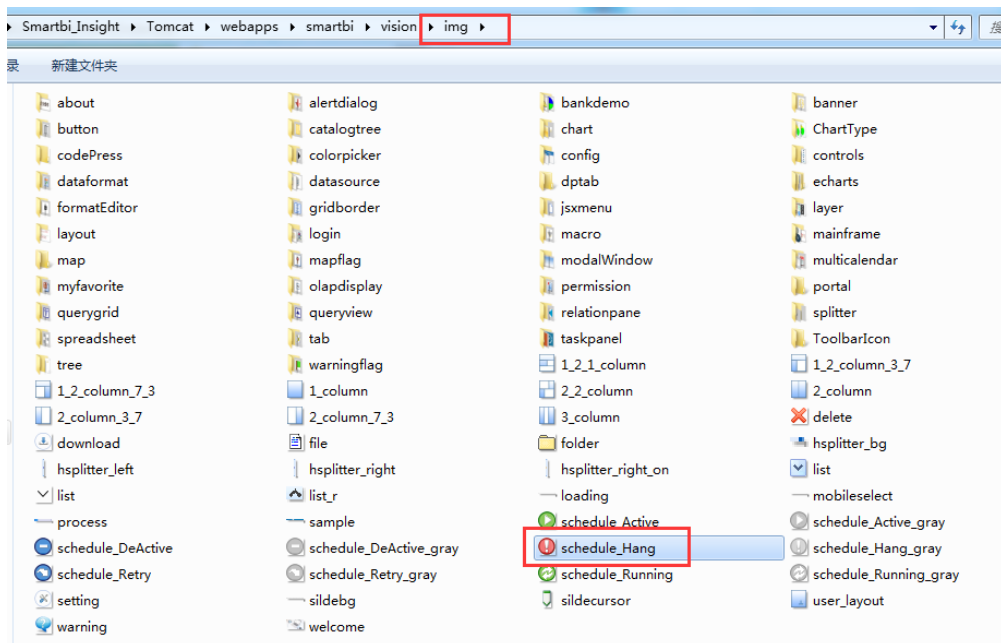 Smartbi_Insight Tomcat webapps smartbi vision img 搜
录 新建文件夹
about alertdialog bankdemo banner
button catalogtree chart ChartType
codePress colorpicker config controls
dataformat datasource dptab echarts
formatEditor gridborder jsxmenu layer
layout login macro mainframe
map mapflag modalWindow multicalendar
myfavorite olapdisplay permission portal
querygrid queryview relationpane splitter
spreadsheet tab taskpanel ToolbarIcon
tree warningflag 1_2_1_column 1_2_column_3_7
1_2_column_7_3 1_column 2_2_column 2_column
2_column_3_7 2_column_7_3 3_column delete
download file folder hsplitter_bg
hsplitter_left hsplitter_right hsplitter_right_on list
list list_r loading mobileselect
process sample schedule_Active schedule_Active_gray
schedule_DeActive schedule_DeActive_gray schedule_Hang schedule_Hang_gray
schedule_Retry schedule_Retry_gray schedule_Running schedule_Running_gray
setting sildebg sildecursor user_layout
warning welcome